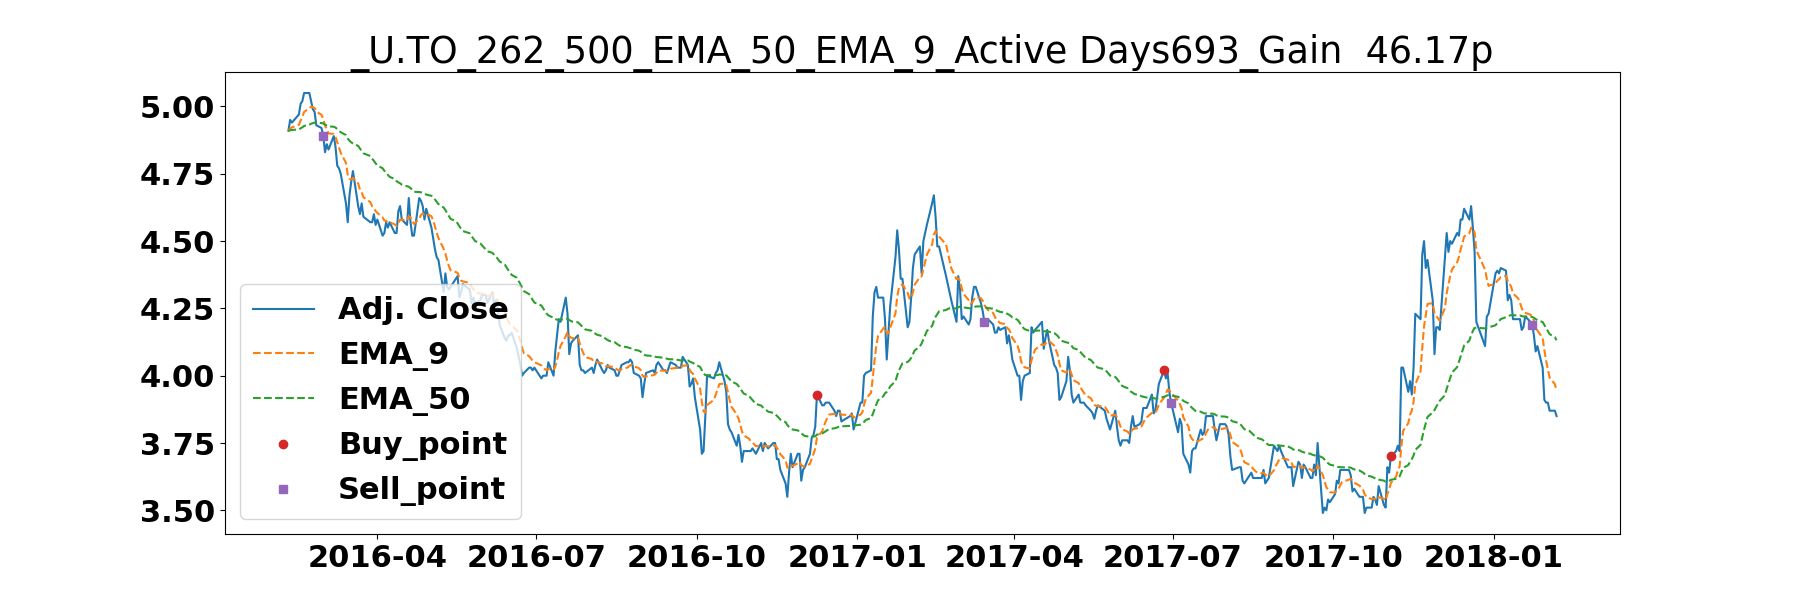 _U.TO_262_500_EMA_50_EMA_9_Active Days693_Gain  46.17p
5.00
4.75
4.50
4.25
4.00
3.75
3.50
Adj. Close
EMA_9
EMA_50
Buy_point
Sell_point
2016-04 2016-07 2016-10 2017-01 2017-04 2017-07 2017-10 2018-01